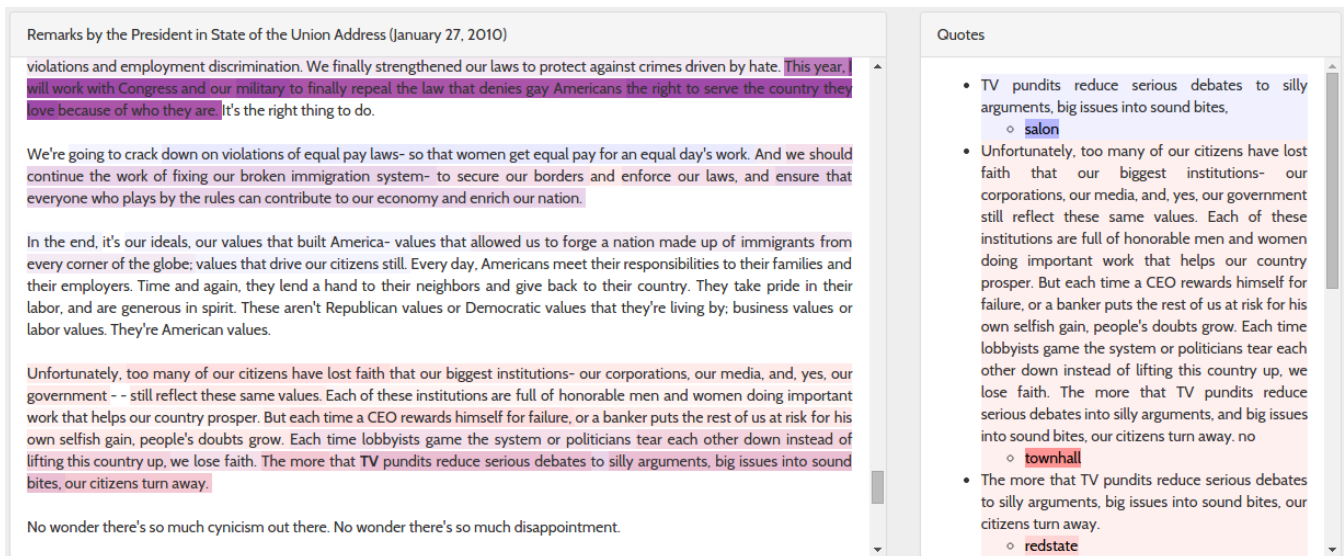 Remarks by the President in State of the Union Address (January 27, 2010)
violations and employment discrimination. We finally strengthened our laws to protect against crimes driven by hate. This year, I
will work with Congress and our military to finally repeal the law that denies gay Americans the right to serve the country they
love because of who they are. It's the right thing to do.
We're going to crack down on violations of equal pay laws- so that women get equal pay for an equal day's work. And we should
continue the work of fixing our broken immigration system- to secure our borders and enforce our laws, and ensure that
everyone who plays by the rules can contribute to our economy and enrich our nation.
In the end, it's our ideals, our values that built America- values that allowed us to forge a nation made up of immigrants from
every corner of the globe; values that drive our citizens still. Every day, Americans meet their responsibilities to their families and
their employers. Time and again, they lend a hand to their neighbors and give back to their country. They take pride in their
labor, and are generous in spirit. These aren't Republican values or Democratic values that they're living by; business values or
labor values. They're American values.
Unfortunately, too many of our citizens have lost faith that our biggest institutions- our corporations, our media, and, yes, our
government - - still reflect these same values. Each of these institutions are full of honorable men and women doing important
work that helps our country prosper. But each time a CEO rewards himself for failure, or a banker puts the rest of us at risk for his
own selfish gain, people's doubts grow. Each time lobbyists game the system or politicians tear each other down instead of
lifting this country up, we lose faith. The more that TV pundits reduce serious debates to silly arguments, big issues into sound
bites, our citizens turn away.
No wonder there's so much cynicism out there. No wonder there's so much disappointment.
Quotes
TV pundits reduce serious debates to silly
arguments, big issues into sound bites,
salon
Unfortunately, too many of our citizens have lost
faith that our biggest institutions- our
corporations, our media, and, yes, our government
still reflect these same values. Each of these
institutions are full of honorable men and women
doing important work that helps our country
prosper. But each time a CEO rewards himself for
failure, or a banker puts the rest of us at risk for his
own selfish gain, people's doubts grow. Each time
lobbyists game the system or politicians tear each
other down instead of lifting this country up, we
lose faith. The more that TV pundits reduce
serious debates into silly arguments, and big issues
into sound bites, our citizens turn away. no
townhall
The more that TV pundits reduce serious debates
to silly arguments, big issues into sound bites, our
citizens turn away.
redstate